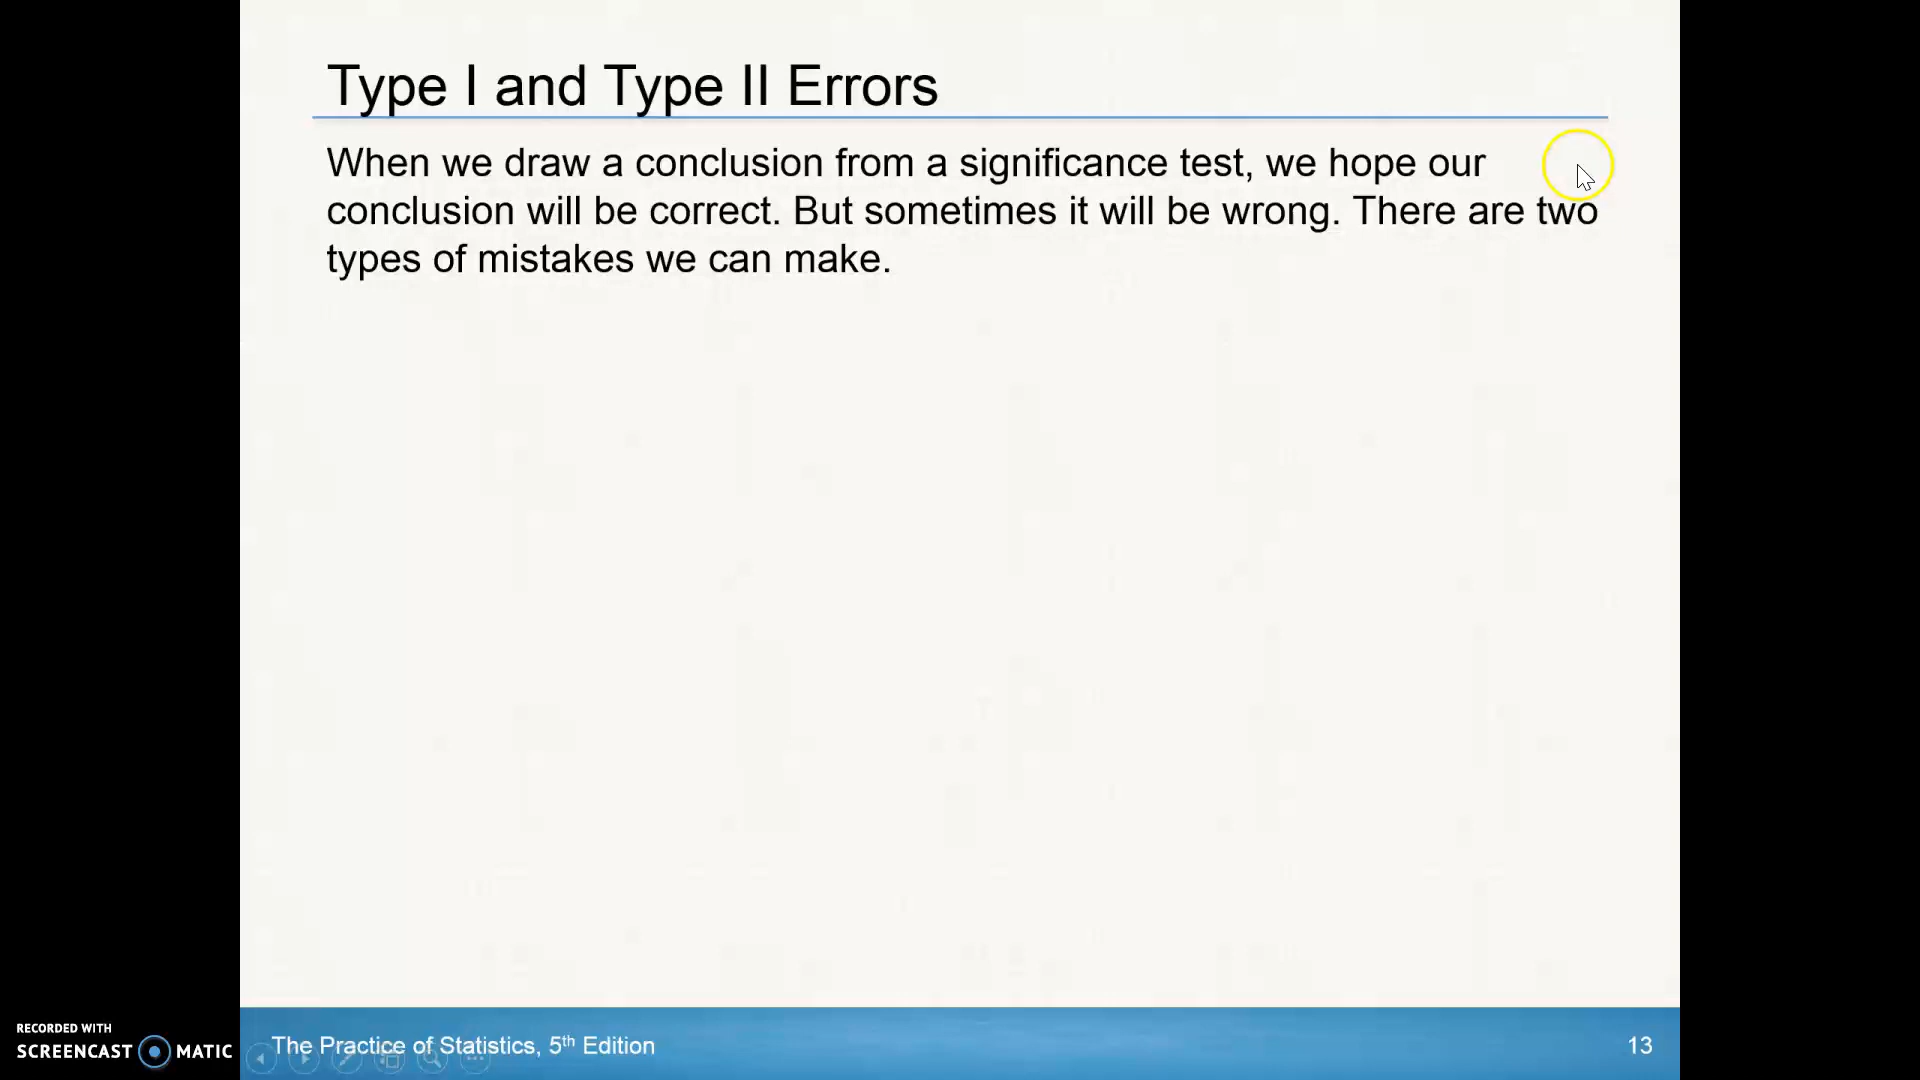 Type I and Type II Errors
When we draw a conclusion from a significance test, we hope our
conclusion will be correct. But sometimes it will be wrong. There are two
types of mistakes we can make.
RECORDED WITH
SCREENCAST MATIC
The Practice of Statistics, 5th Edition
13